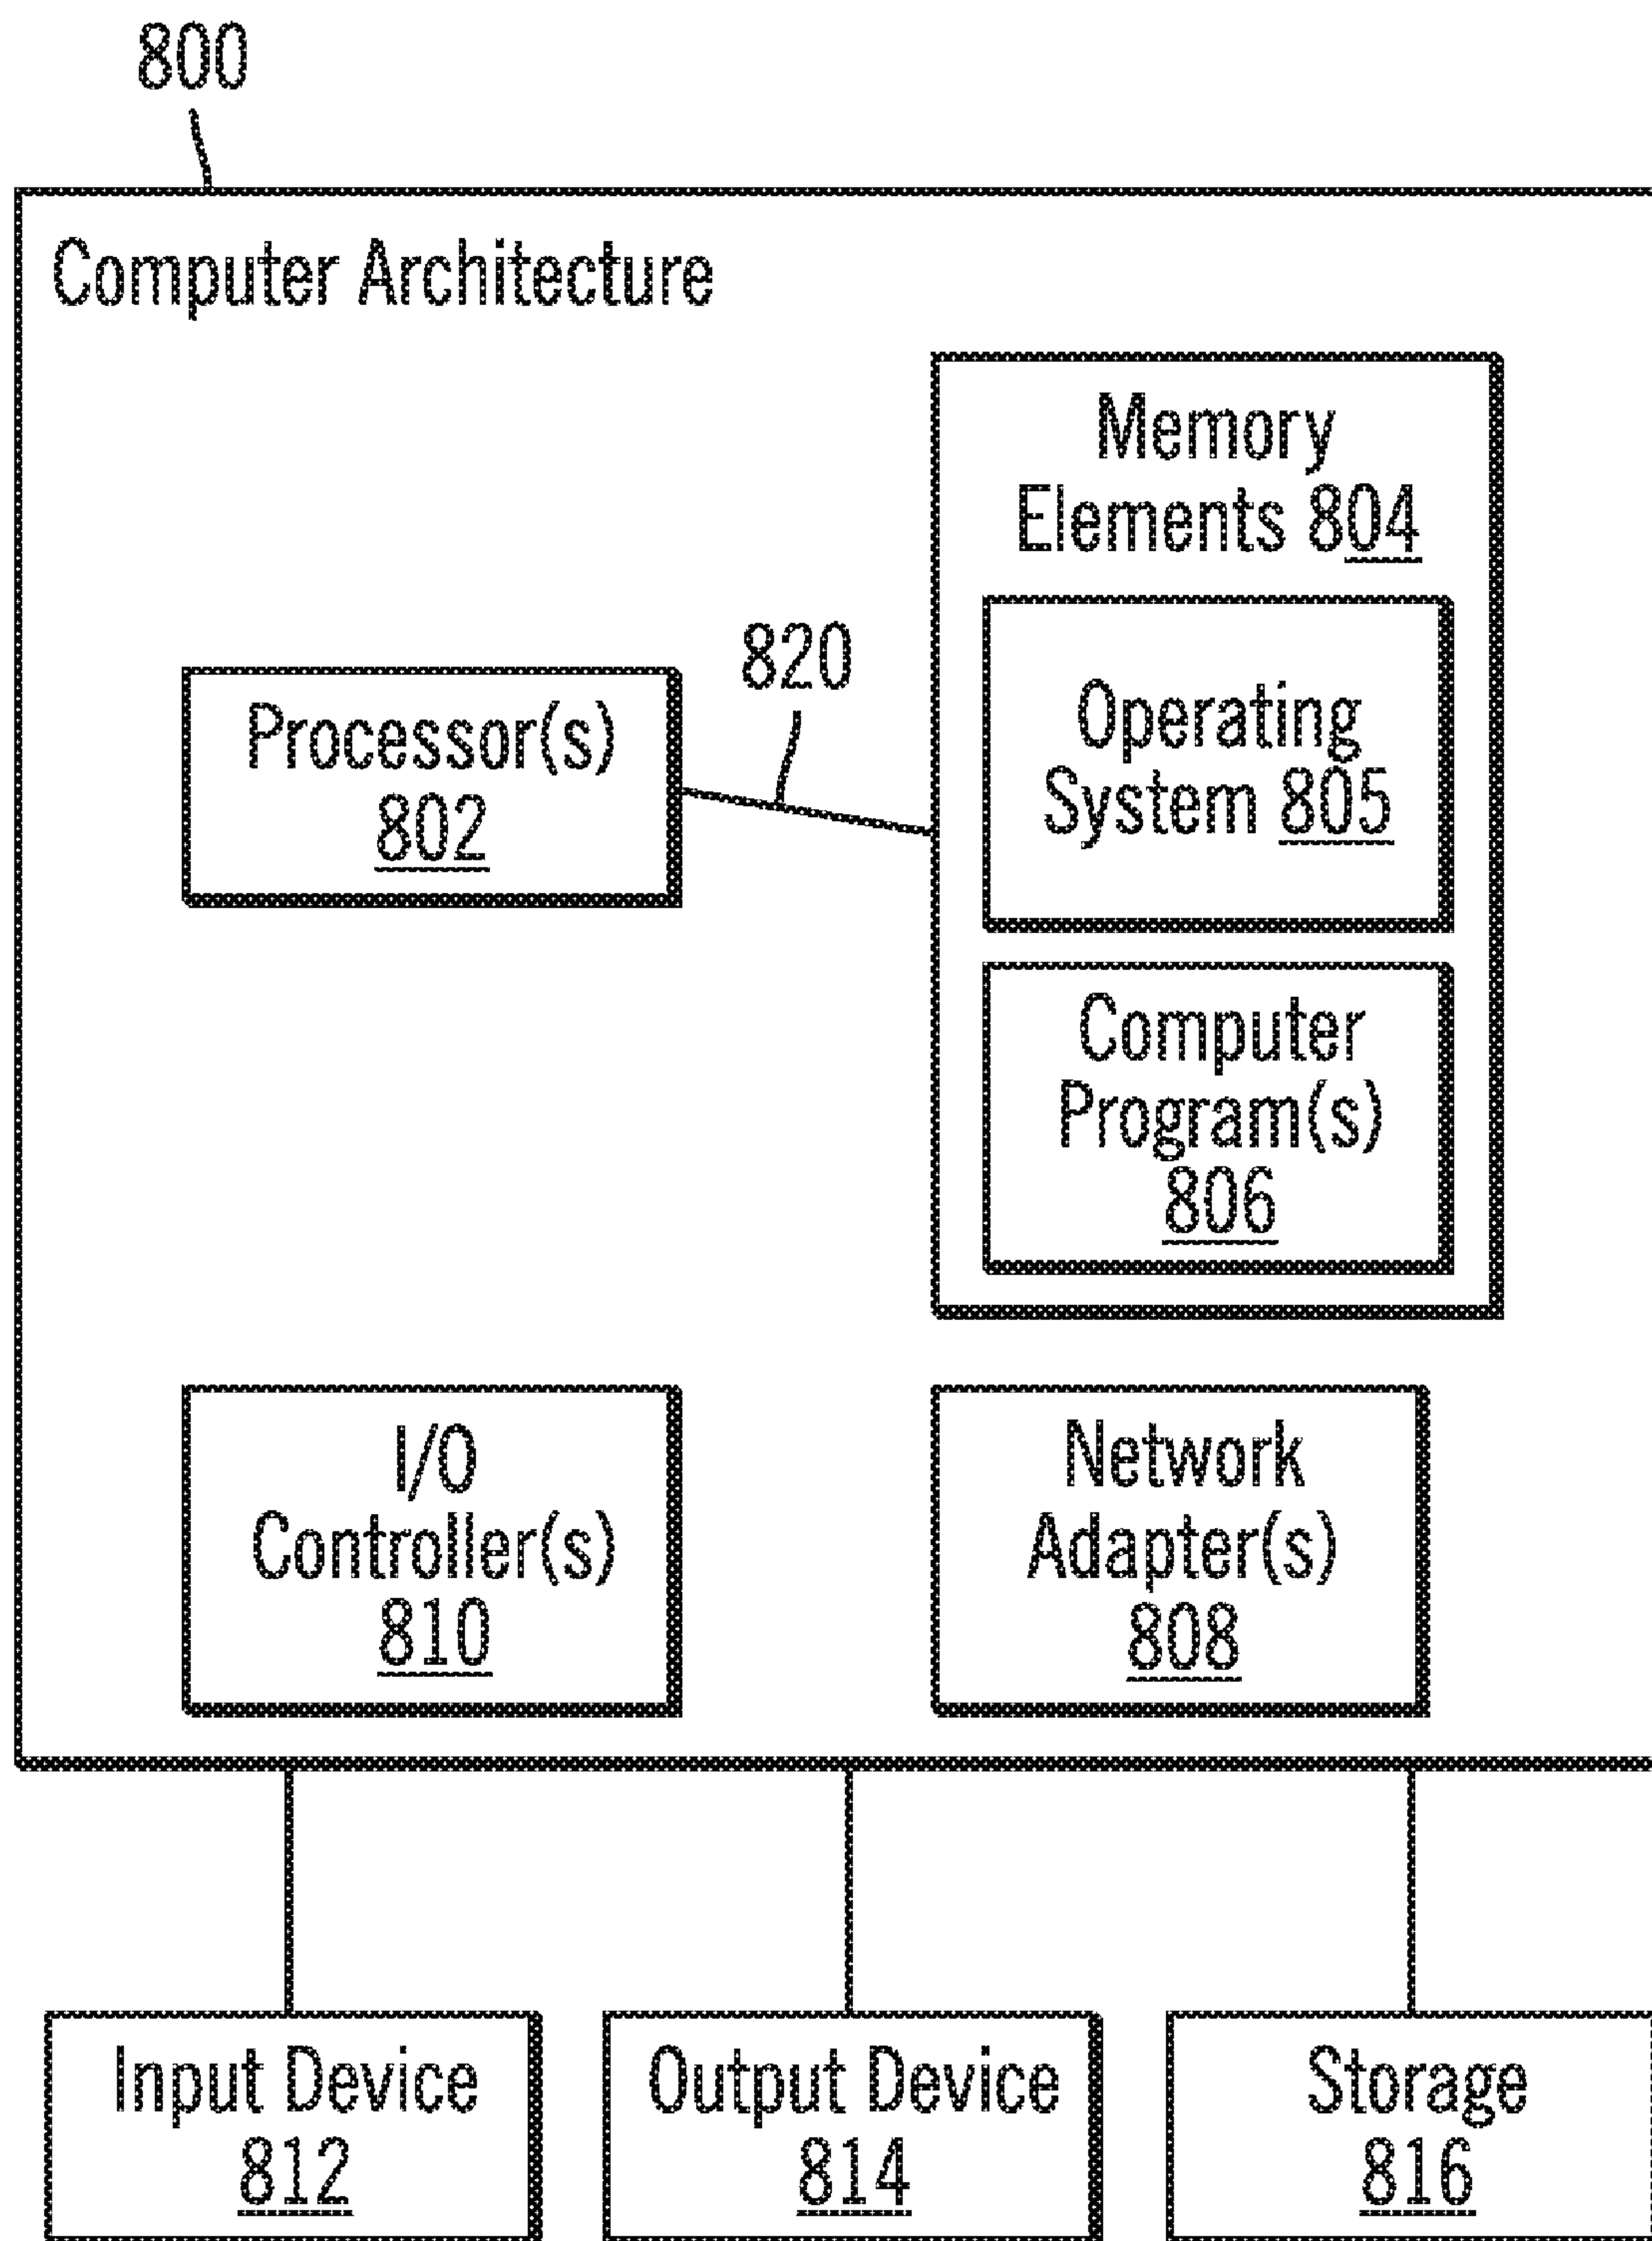 800
Computer Architecture
Memory
Elements 804
820
Processor(s)
802
Operating
System 805
Computer
Program(s)
806
I/O
Controller(s)
810
Network
Adapter(s)
808
Input Device
812
Output Device
814
Storage
816